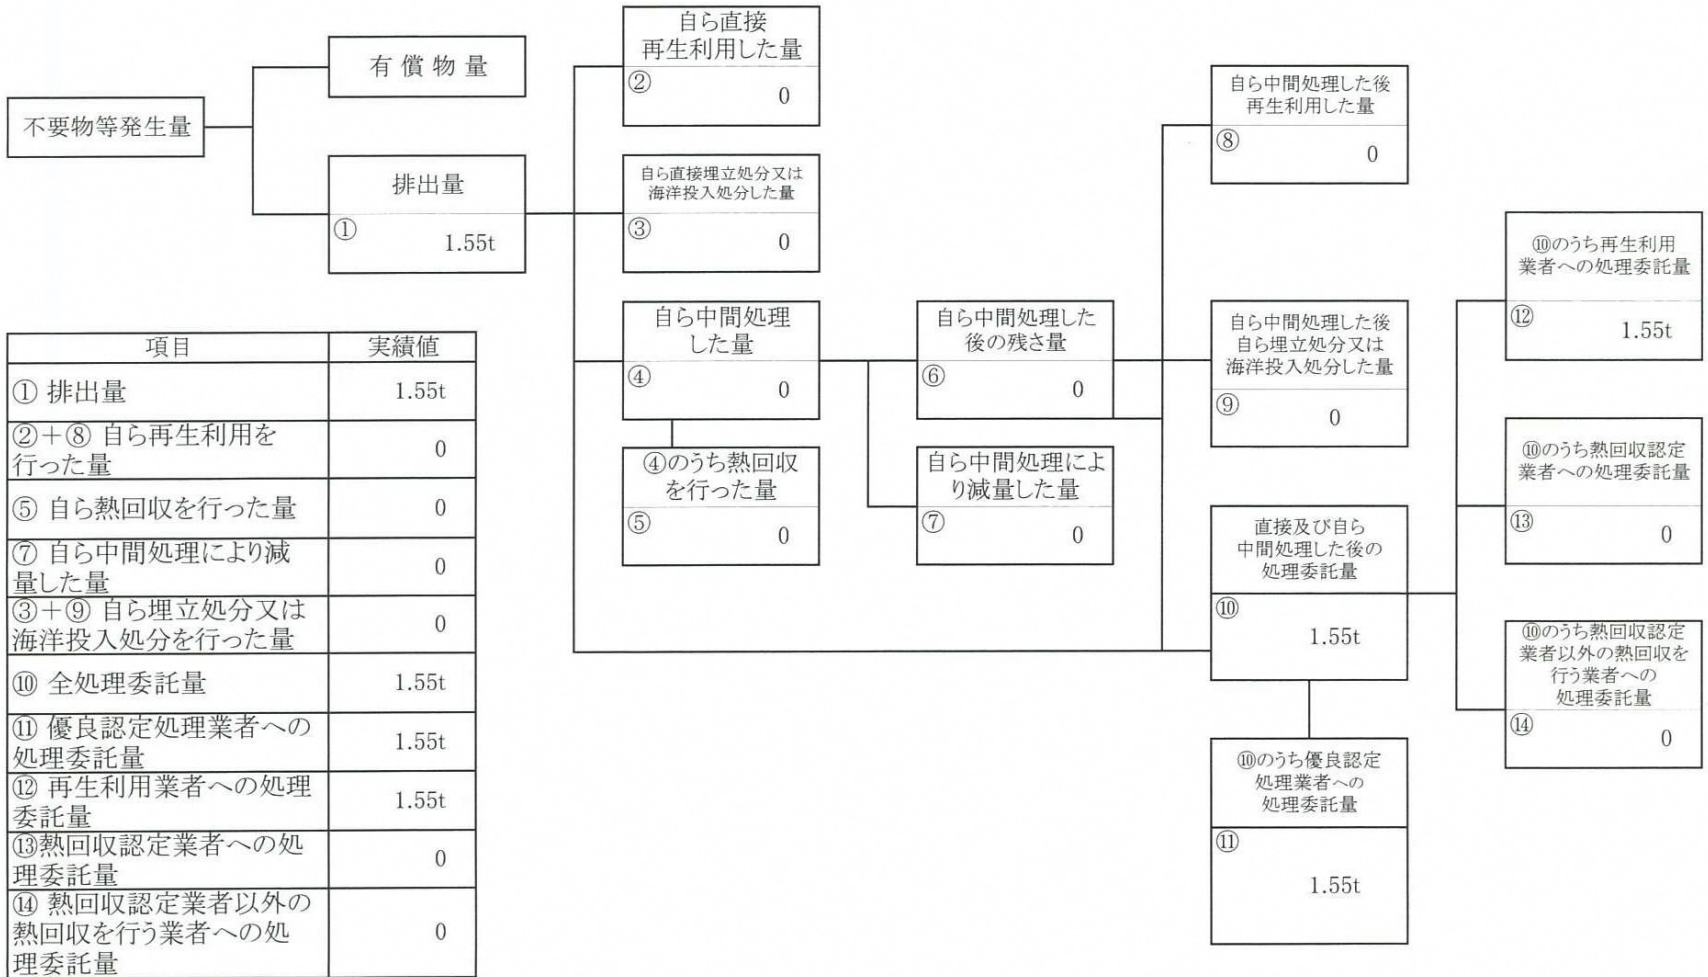 不要物等発生量
有償物量
排出量
①
1.55t
自ら直接
再生利用した量
②
0
自ら直接埋立処分又は
海洋投入処分した量
③
0
自ら中間処理
した量
④
0
④のうち熱回収
を行った量
⑤
0
自ら中間処理した
後の残さ量
⑥
0
自ら中間処理によ
り減量した量
⑦
0
自ら中間処理した後
再生利用した量
⑧
0
自ら中間処理した後
自ら埋立処分又は
海洋投入処分した量
⑨
0
直接及び自ら
中間処理した後の
処理委託量
⑩
1.55t
⑩のうち優良認定
処理業者への
処理委託量
⑪
1.55t
⑩のうち再生利用
業者への処理委託量
⑫
1.55t
⑩のうち熱回収認定
業者への処理委託量
⑬
0
⑩のうち熱回収認定
業者以外の熱回収を
行う業者への
処理委託量
⑭
0
項目 実績値
① 排出量 1.55t
②+⑧ 自ら再生利用を
行った量 0
⑤ 自ら熱回収を行った量 0
⑦ 自ら中間処理により減
量した量 0
③+⑨ 自ら埋立処分又は
海洋投入処分を行った量 0
⑩ 全処理委託量 1.55t
⑪ 優良認定処理業者への
処理委託量 1.55t
⑫ 再生利用業者への処理
委託量 1.55t
⑬熱回収認定業者への処
理委託量 0
⑭ 熱回収認定業者以外の
熱回収を行う業者への処
理委託量 0